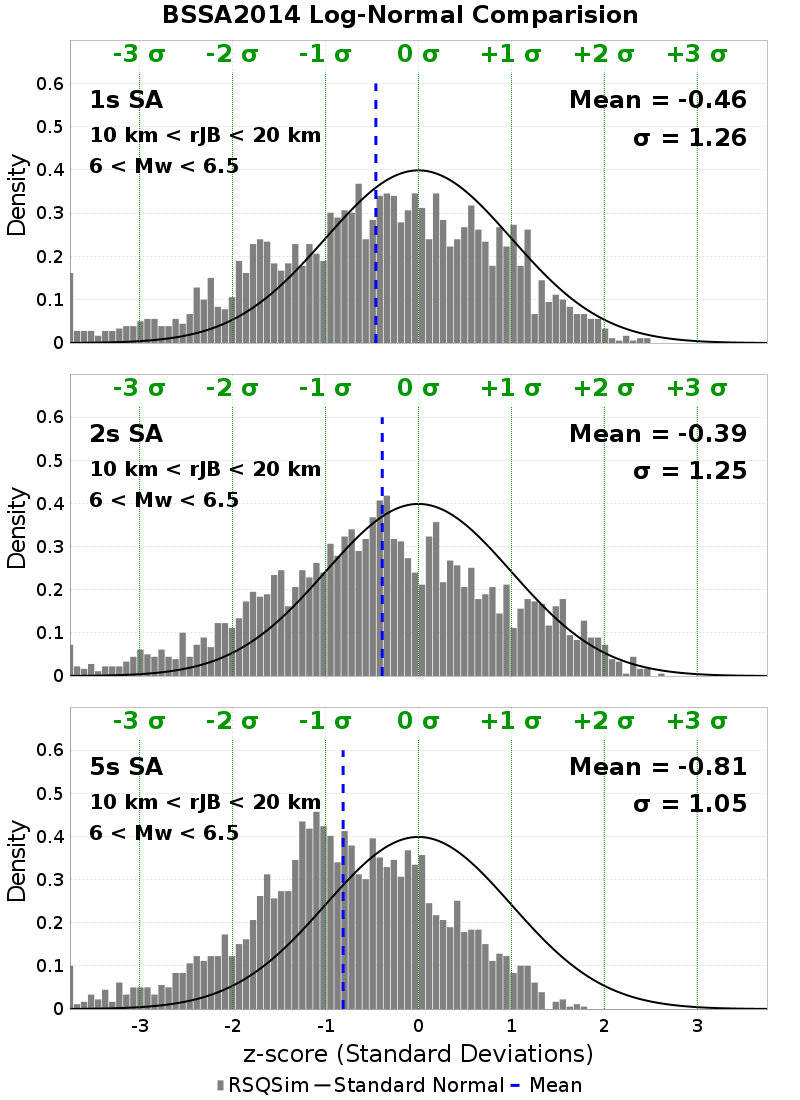 BSSA2014 Log-Normal Comparision
-3 σ -2 σ -1 σ 0 σ +1 σ +2 σ +3 σ
1s SA
10 km < rJB < 20 km
6 < Mw < 6.5
Mean = -0.46
σ = 1.26
Density
0.6
0.5
0.4
0.3
0.2
0.1
0
-3 σ -2 σ -1 σ 0 σ +1 σ +2 σ +3 σ
2s SA
10 km < rJB < 20 km
6 < Mw < 6.5
Mean = -0.39
σ = 1.25
Density
0.6
0.5
0.4
0.3
0.2
0.1
0
-3 σ -2 σ -1 σ 0 σ +1 σ +2 σ +3 σ
5s SA
10 km < rJB < 20 km
6 < Mw < 6.5
Mean = -0.81
σ = 1.05
Density
0.6
0.5
0.4
0.3
0.2
0.1
0
-3 -2 -1 0 1 2 3
z-score (Standard Deviations)
RSQSim Standard Normal Mean